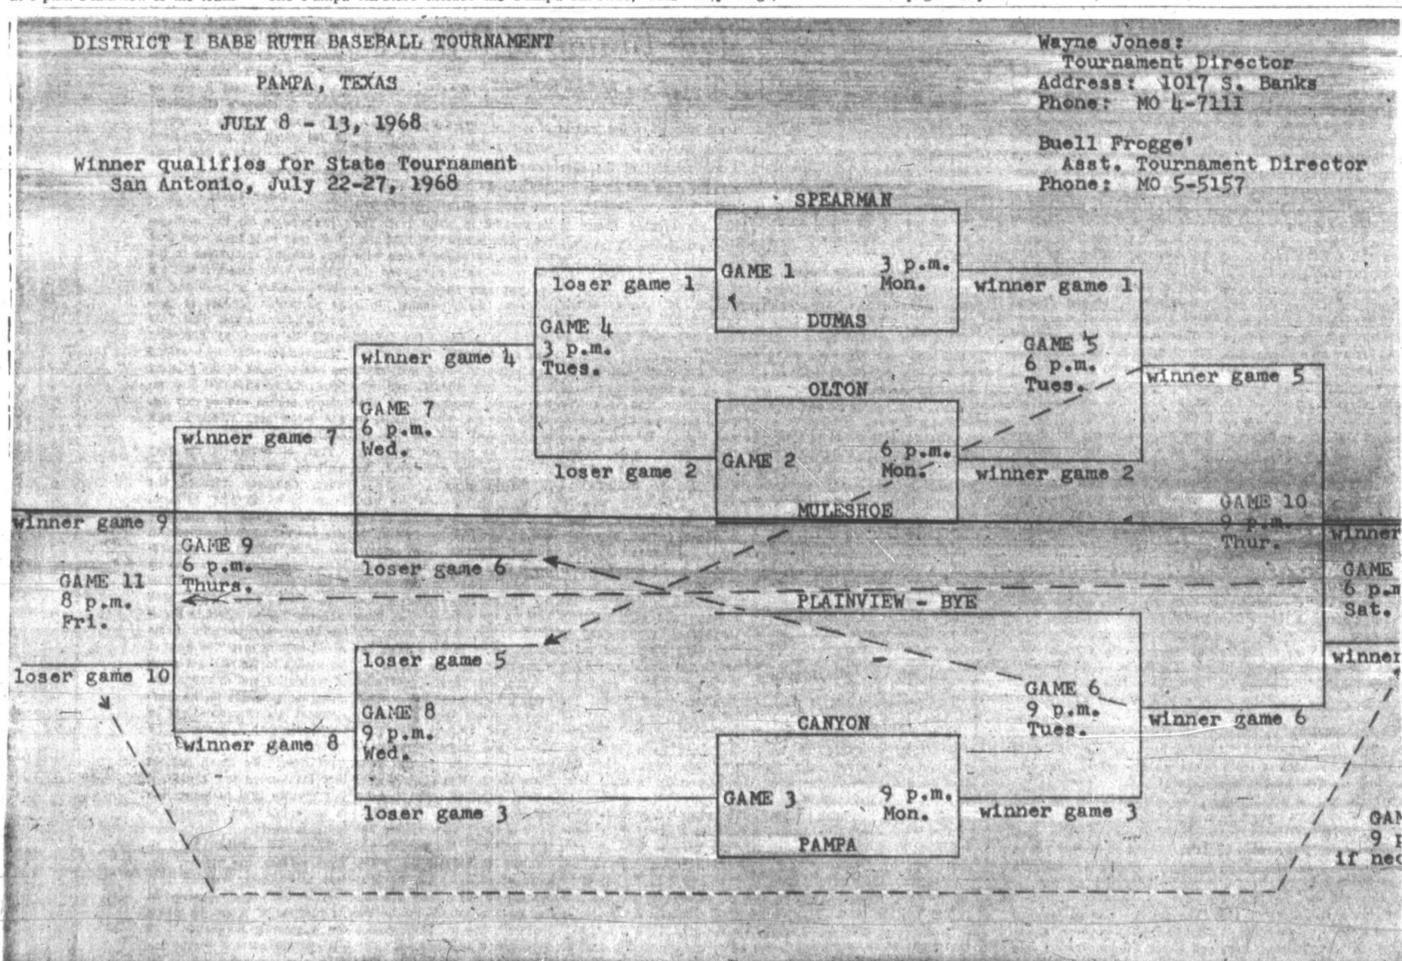 DISTRICT I BABE RUTH BASEBALL TOURNAMENT
PAMPA, TEXAS
JULY 8 - 13, 1968
Winner qualifies for State Tournament
San Antonio, July 22-27, 1968
Wayne Jones:
Tournament Director
Address: 1017 S. Banks
Phone: MO 4-7111
Buell Frogge'
Asst. Tournament Director
Phone: MO 5-5157
SPEARMAN
GAME 1
3 p.m.
Mon.
DUMAS
loser game 1
winner game 1
GAME 4
3 p.m.
Tues.
GAME 5
6 p.m.
Tues.
winner game 4
winner game 5
OLTON
GAME 2
6 p.m.
Mon.
MULESHOE
loser game 2
winner game 2
GAME 7
6 p.m.
Wed.
winner game 7
GAME 10
9 p.m.
Thur.
winner game 9
winner
GAME 9
6 p.m.
Thurs.
loser game 6
GAME 11
8 p.m.
Fri.
GAME
6 p.m
Sat.
PLAINVIEW - BYE
loser game 5
winner
loser game 10
GAME 6
9 p.m.
Tues.
GAME 8
9 p.m.
Wed.
winner game 6
winner game 8
CANYON
GAME 3
9 p.m.
Mon.
PAMPA
loser game 3
winner game 3
GAM
9 p
if nec